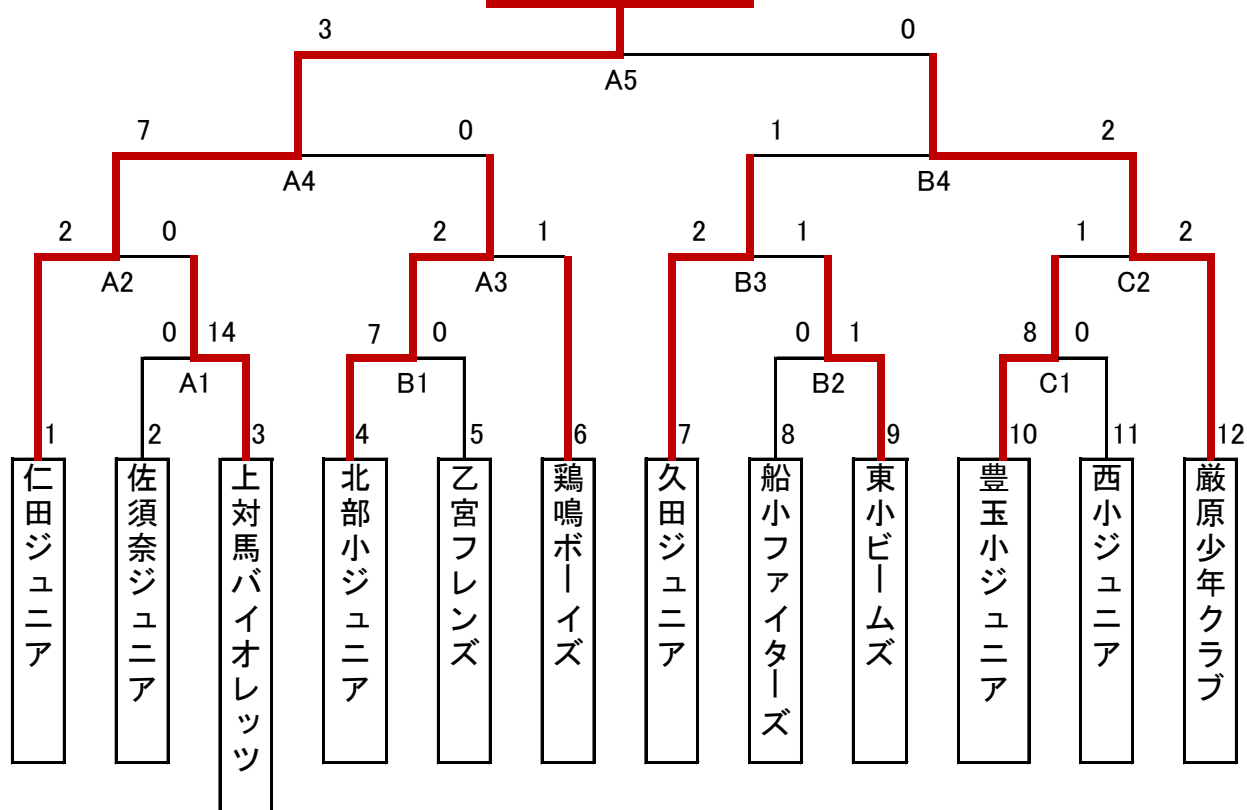 3 0
A5
7 0 1 2
A4 B4
2 0 2 1 2 1 1 2
A2 A3 B3 C2
0 14 7 0 0 1 8 0
A1 B1 B2 C1
1 2 3 4 5 6 7 8 9 10 11 12
仁田ジュニア
佐須奈ジュニア
上対馬バイオレッツ
北部小ジュニア
乙宮フレンズ
鶏鳴ボーイズ
久田ジュニア
船小ファイターズ
東小ビームズ
豊玉小ジュニア
西小ジュニア
厳原少年クラブ